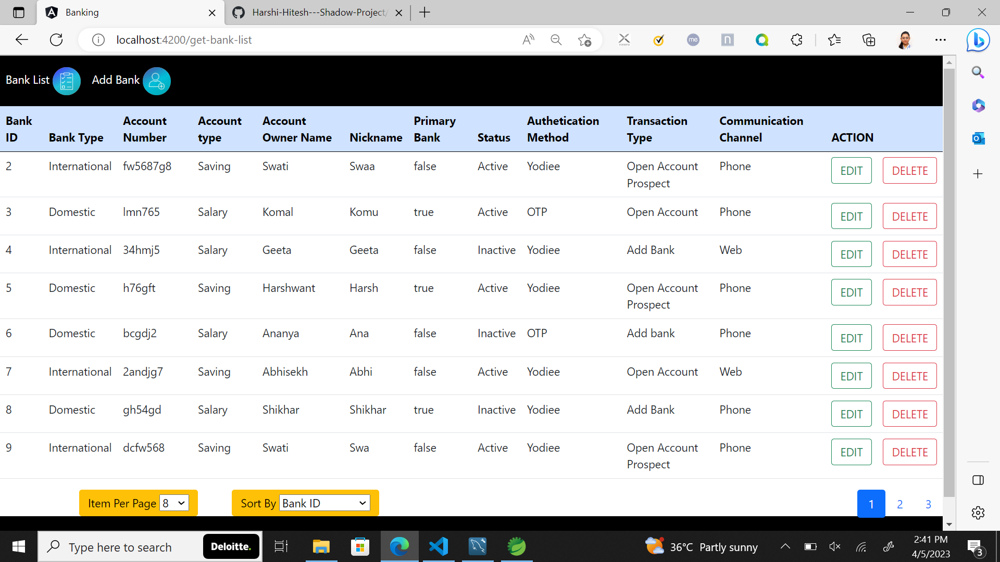 Banking
Harshi-Hitesh---Shadow-Project/
localhost:4200/get-bank-list
me
n
Bank List Add Bank
Bank ID Bank Type Account Number Account type Account Owner Name Nickname Primary Bank Status Authetication Method Transaction Type Communication Channel ACTION
2 International fw5687g8 Saving Swati Swaa false Active Yodiee Open Account Prospect Phone EDIT DELETE
3 Domestic lmn765 Salary Komal Komu true Active OTP Open Account Phone EDIT DELETE
4 International 34hmj5 Salary Geeta Geeta false Inactive Yodiee Add Bank Web EDIT DELETE
5 Domestic h76gft Saving Harshwant Harsh true Active Yodiee Open Account Prospect Phone EDIT DELETE
6 Domestic bcgdj2 Salary Ananya Ana false Inactive OTP Add bank Phone EDIT DELETE
7 International 2andjg7 Saving Abhisekh Abhi false Active Yodiee Open Account Web EDIT DELETE
8 Domestic gh54gd Salary Shikhar Shikhar true Inactive Yodiee Add Bank Phone EDIT DELETE
9 International dcfw568 Saving Swati Swa false Active Yodiee Open Account Prospect Phone EDIT DELETE
Item Per Page 8 Sort By Bank ID 1 2 3
Type here to search Deloitte. 36°C Partly sunny 2:41 PM
4/5/2023 3